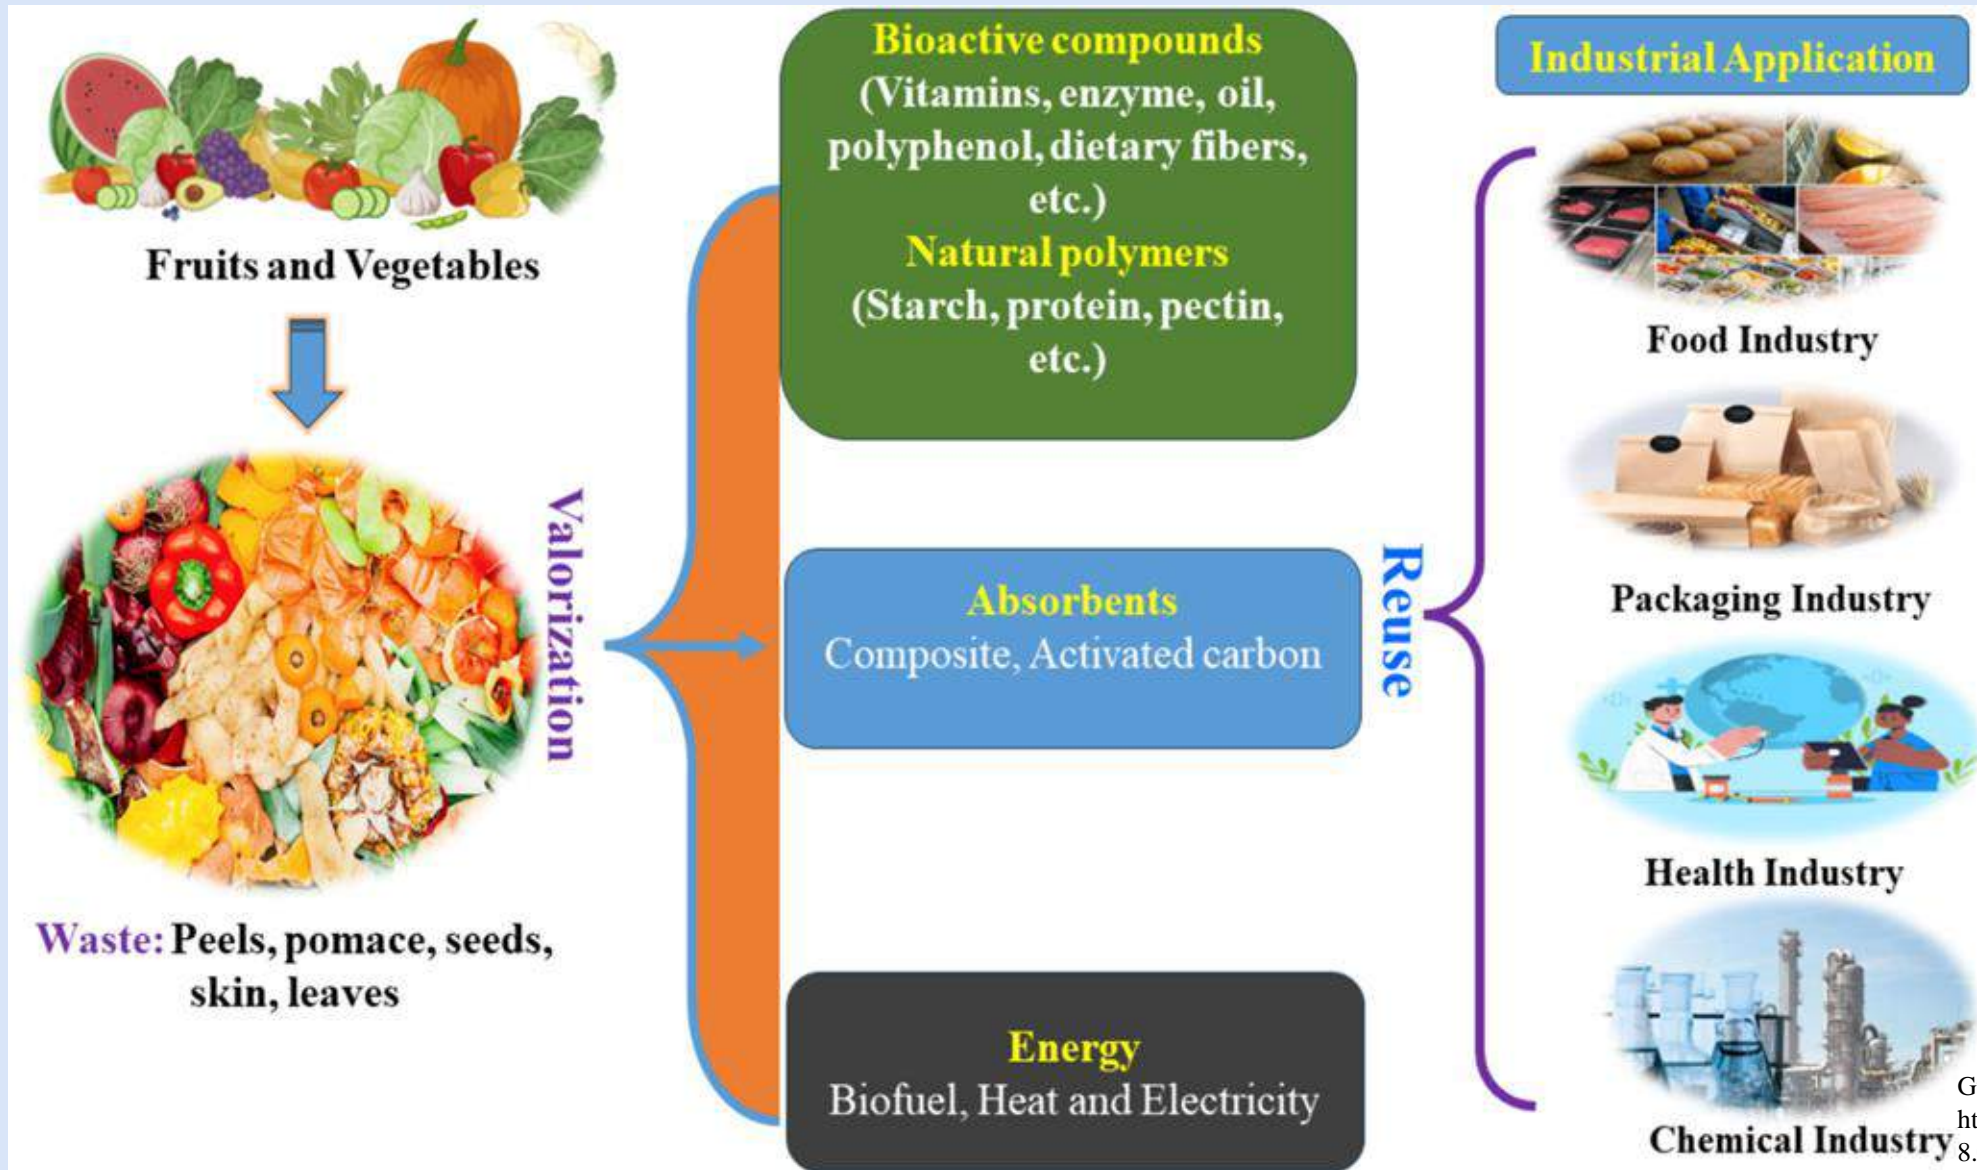 Fruits and Vegetables
Waste: Peels, pomace, seeds,
skin, leaves
Valorization
Bioactive compounds
(Vitamins, enzyme, oil,
polyphenol, dietary fibers,
etc.)
Natural polymers
(Starch, protein, pectin,
etc.)
Absorbents
Composite, Activated carbon
Energy
Biofuel, Heat and Electricity
Reuse
Industrial Application
Food Industry
Packaging Industry
Health Industry
Chemical Industry
G
ht
8.